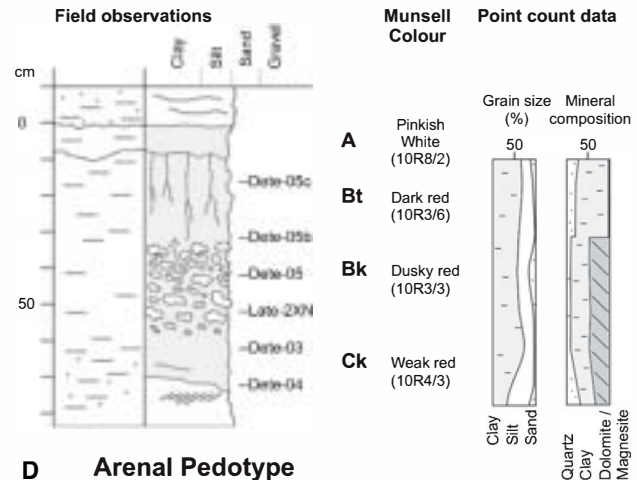 Field observations
Munsell
Colour
Point count data
Clay
Silt
Sand
Gravel
cm
0
50
Dete-05c
Dete-05b
Dete-05
Late-2XN
Dete-03
Dete-04
A
Pinkish
White
(10R8/2)
Bt
Dark red
(10R3/6)
Bk
Dusky red
(10R3/3)
Ck
Weak red
(10R4/3)
Grain size
(%)
50
Mineral
composition
50
Clay
Silt
Sand
Quartz
Clay
Dolomite /
Magnesite
D Arenal Pedotype